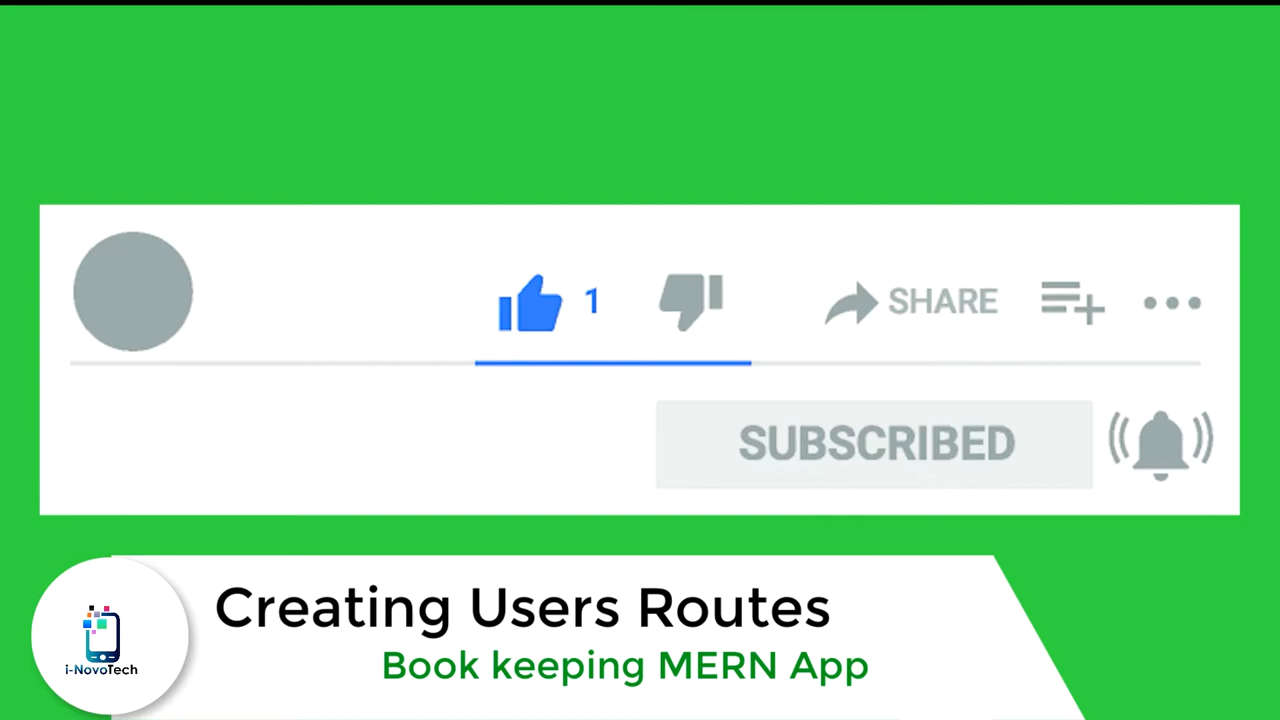 1
SHARE
SUBSCRIBED
Creating Users Routes
Book keeping MERN App
i-NovoTech